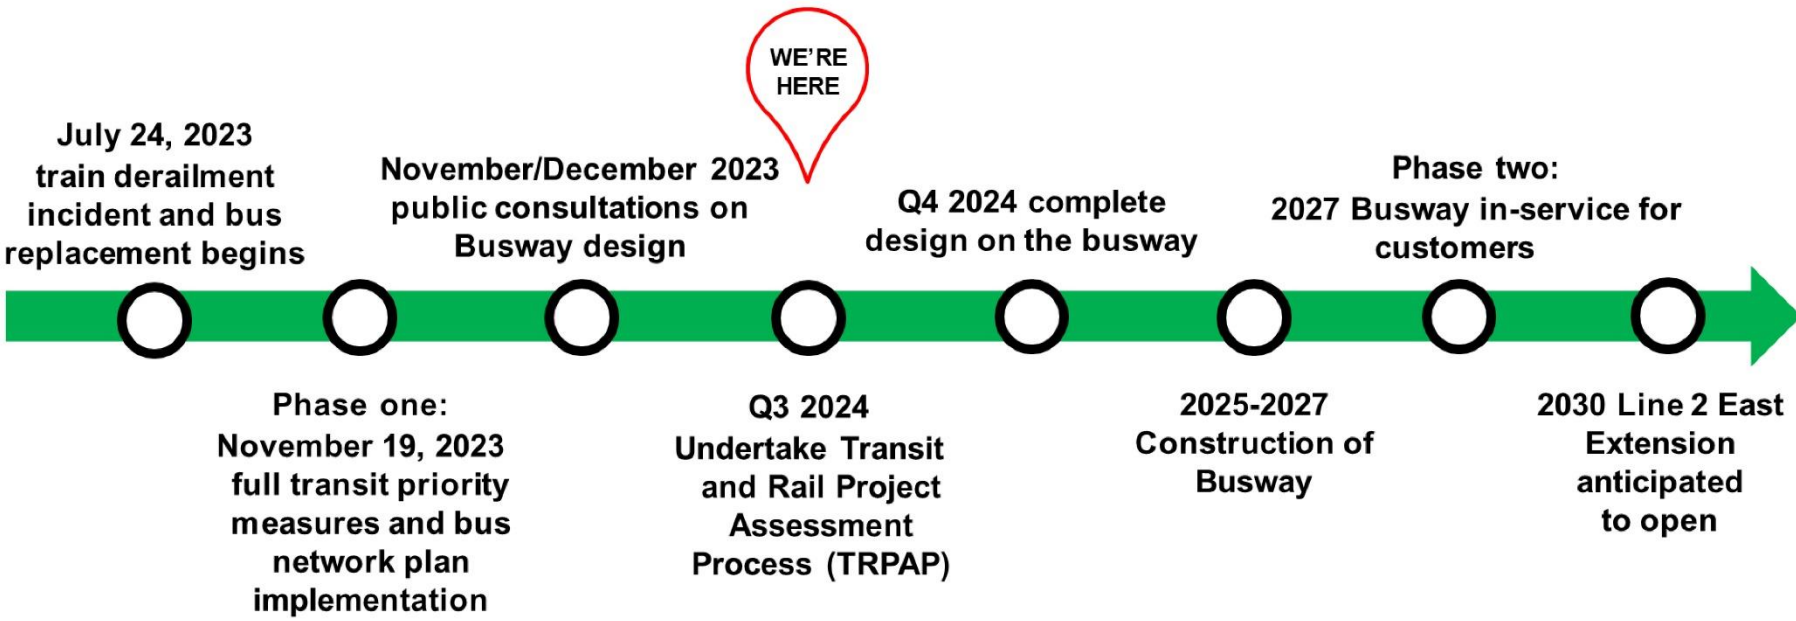 WE'RE
HERE
July 24, 2023
train derailment
incident and bus
replacement begins
Phase one:
November 19, 2023
full transit priority
measures and bus
network plan
implementation
November/December 2023
public consultations on
Busway design
Q3 2024
Undertake Transit
and Rail Project
Assessment
Process (TRPAP)
Q4 2024 complete
design on the busway
2025-2027
Construction of
Busway
Phase two:
2027 Busway in-service for
customers
2030 Line 2 East
Extension
anticipated
to open